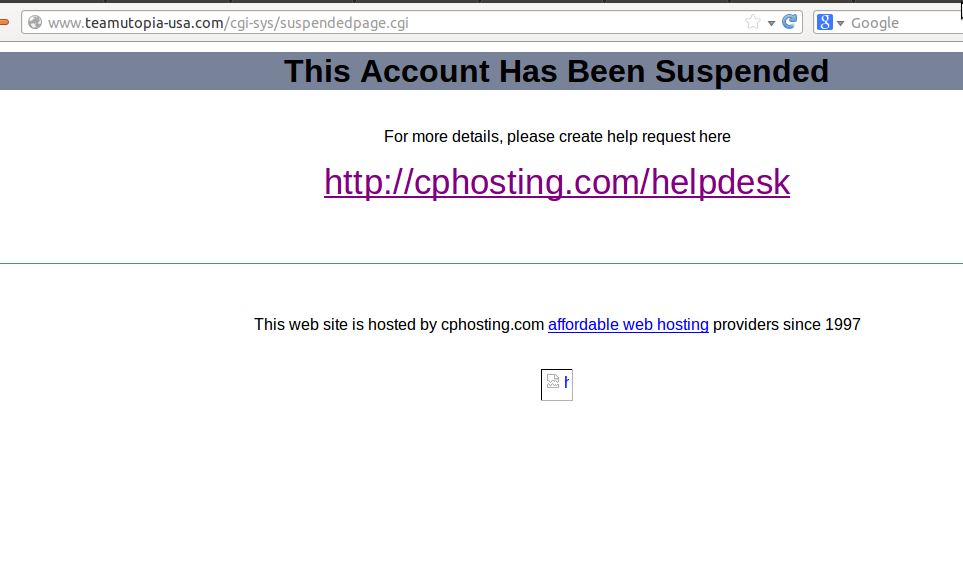 www.teamutopia-usa.com/cgi-sys/suspendedpage.cgi
Google
This Account Has Been Suspended
For more details, please create help request here
http://cphosting.com/helpdesk
This web site is hosted by cphosting.com affordable web hosting providers since 1997